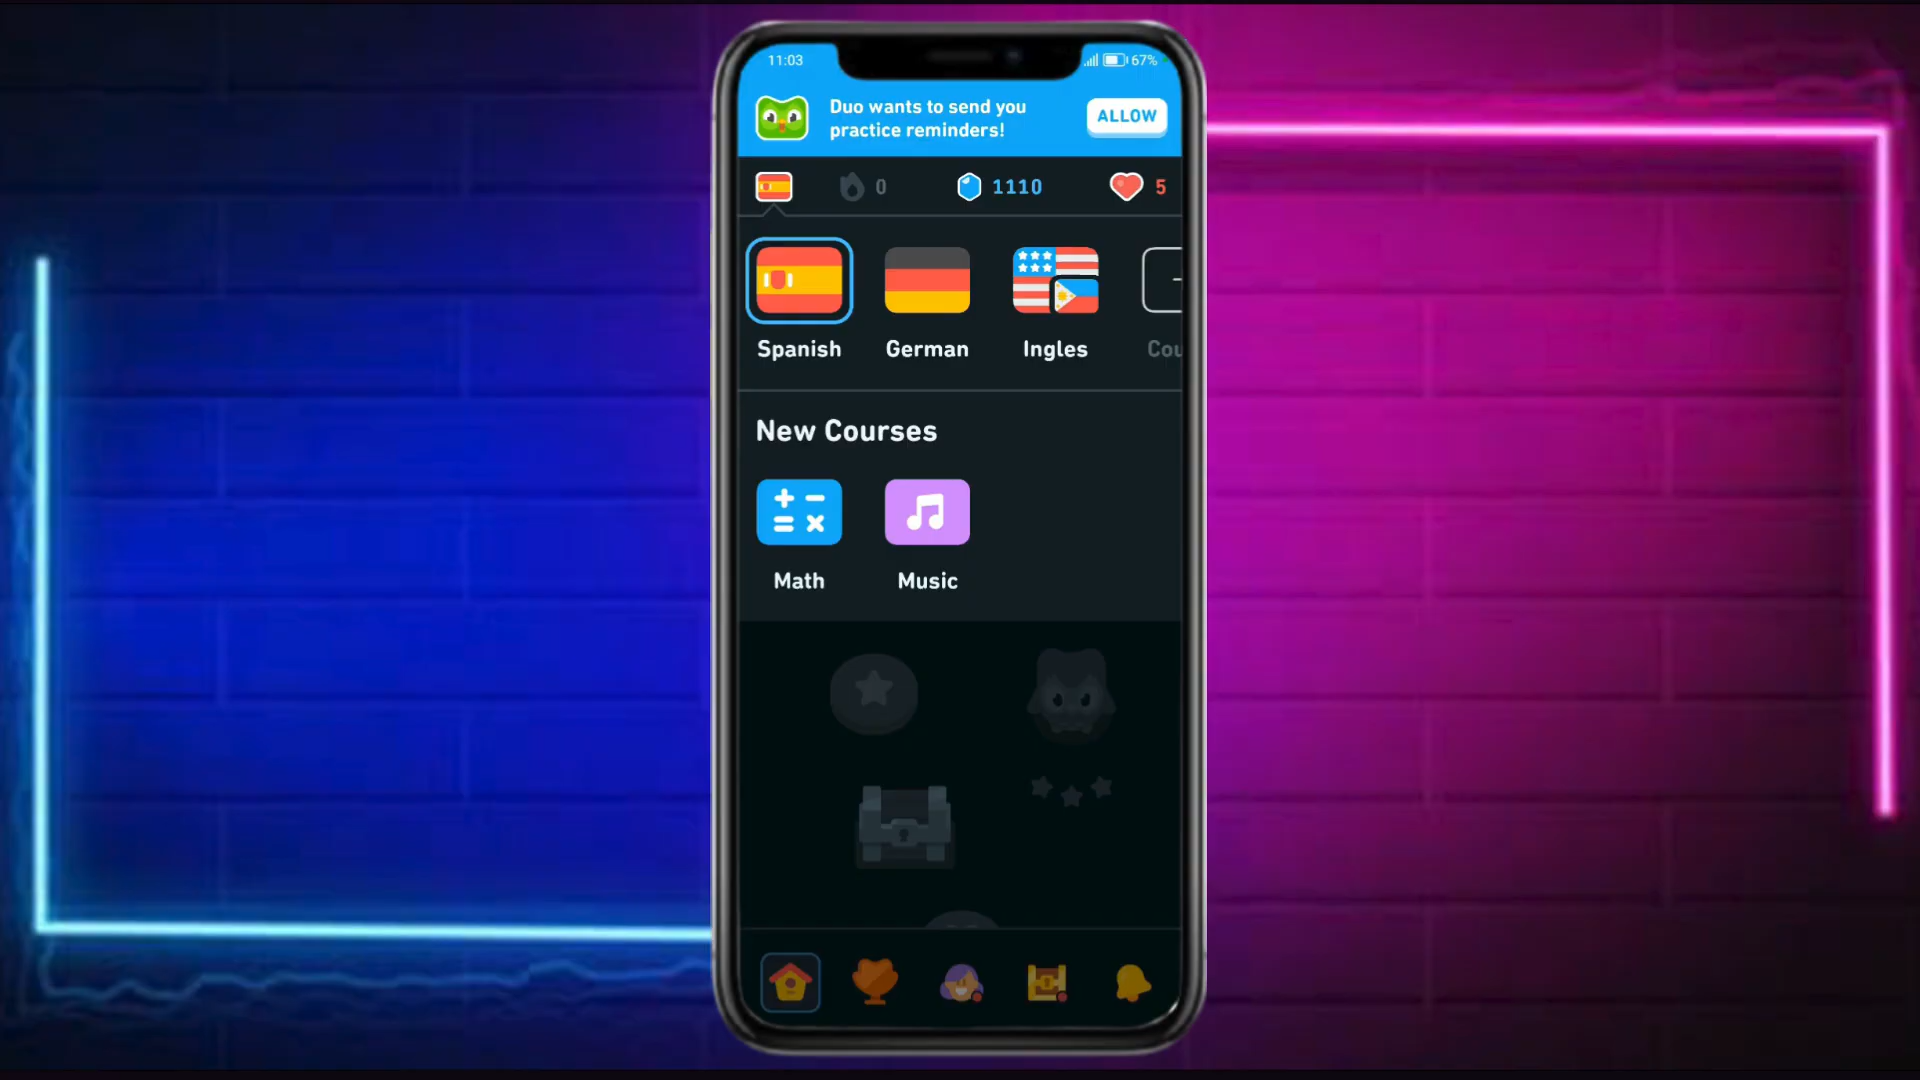 11:03
67%
Duo wants to send you
practice reminders!
ALLOW
0
1110
5
Spanish
German
Ingles
New Courses
Math
Music